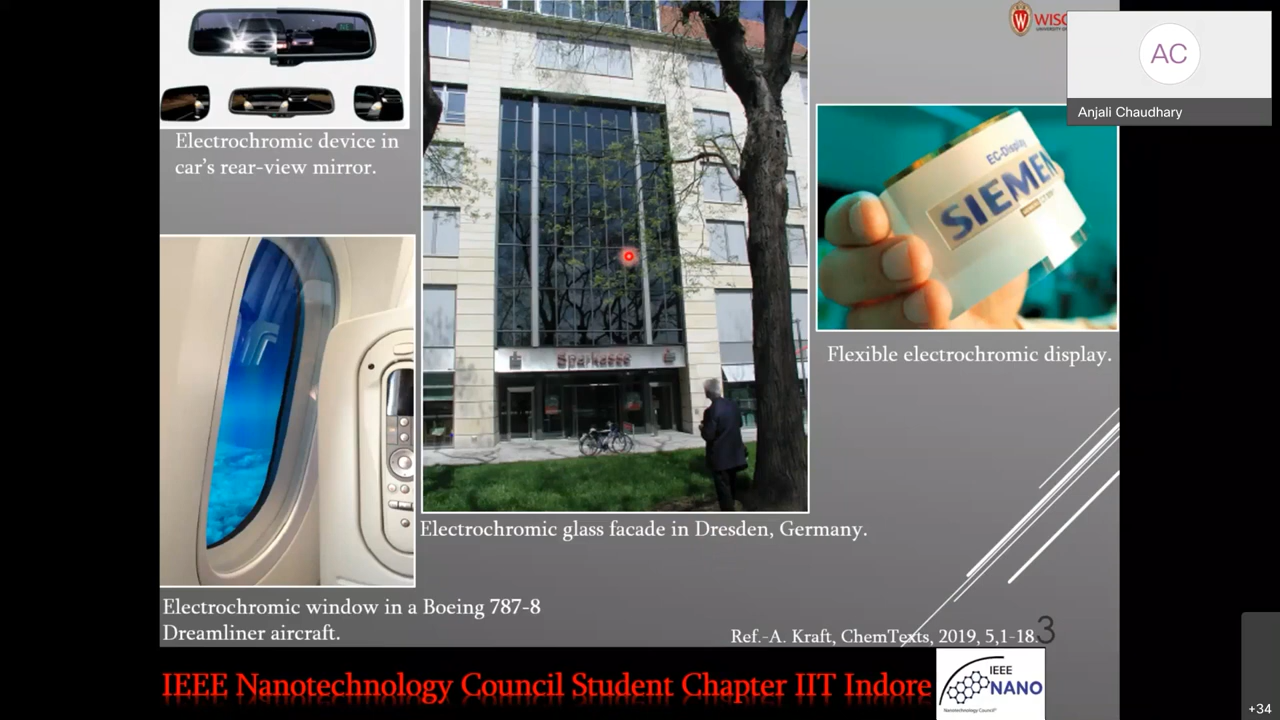 WISC
AC
Anjali Chaudhary
Electrochromic device in
car's rear-view mirror.
EC-Display
SIEMEN
Flexible electrochromic display.
Sparkasse
Electrochromic glass facade in Dresden, Germany.
Electrochromic window in a Boeing 787-8
Dreamliner aircraft.
Ref.-A. Kraft, ChemTexts, 2019, 5,1-18.
3
IEEE Nanotechnology Council Student Chapter IIT Indore
IEEE
NANO
Nanotechnology Council
+34